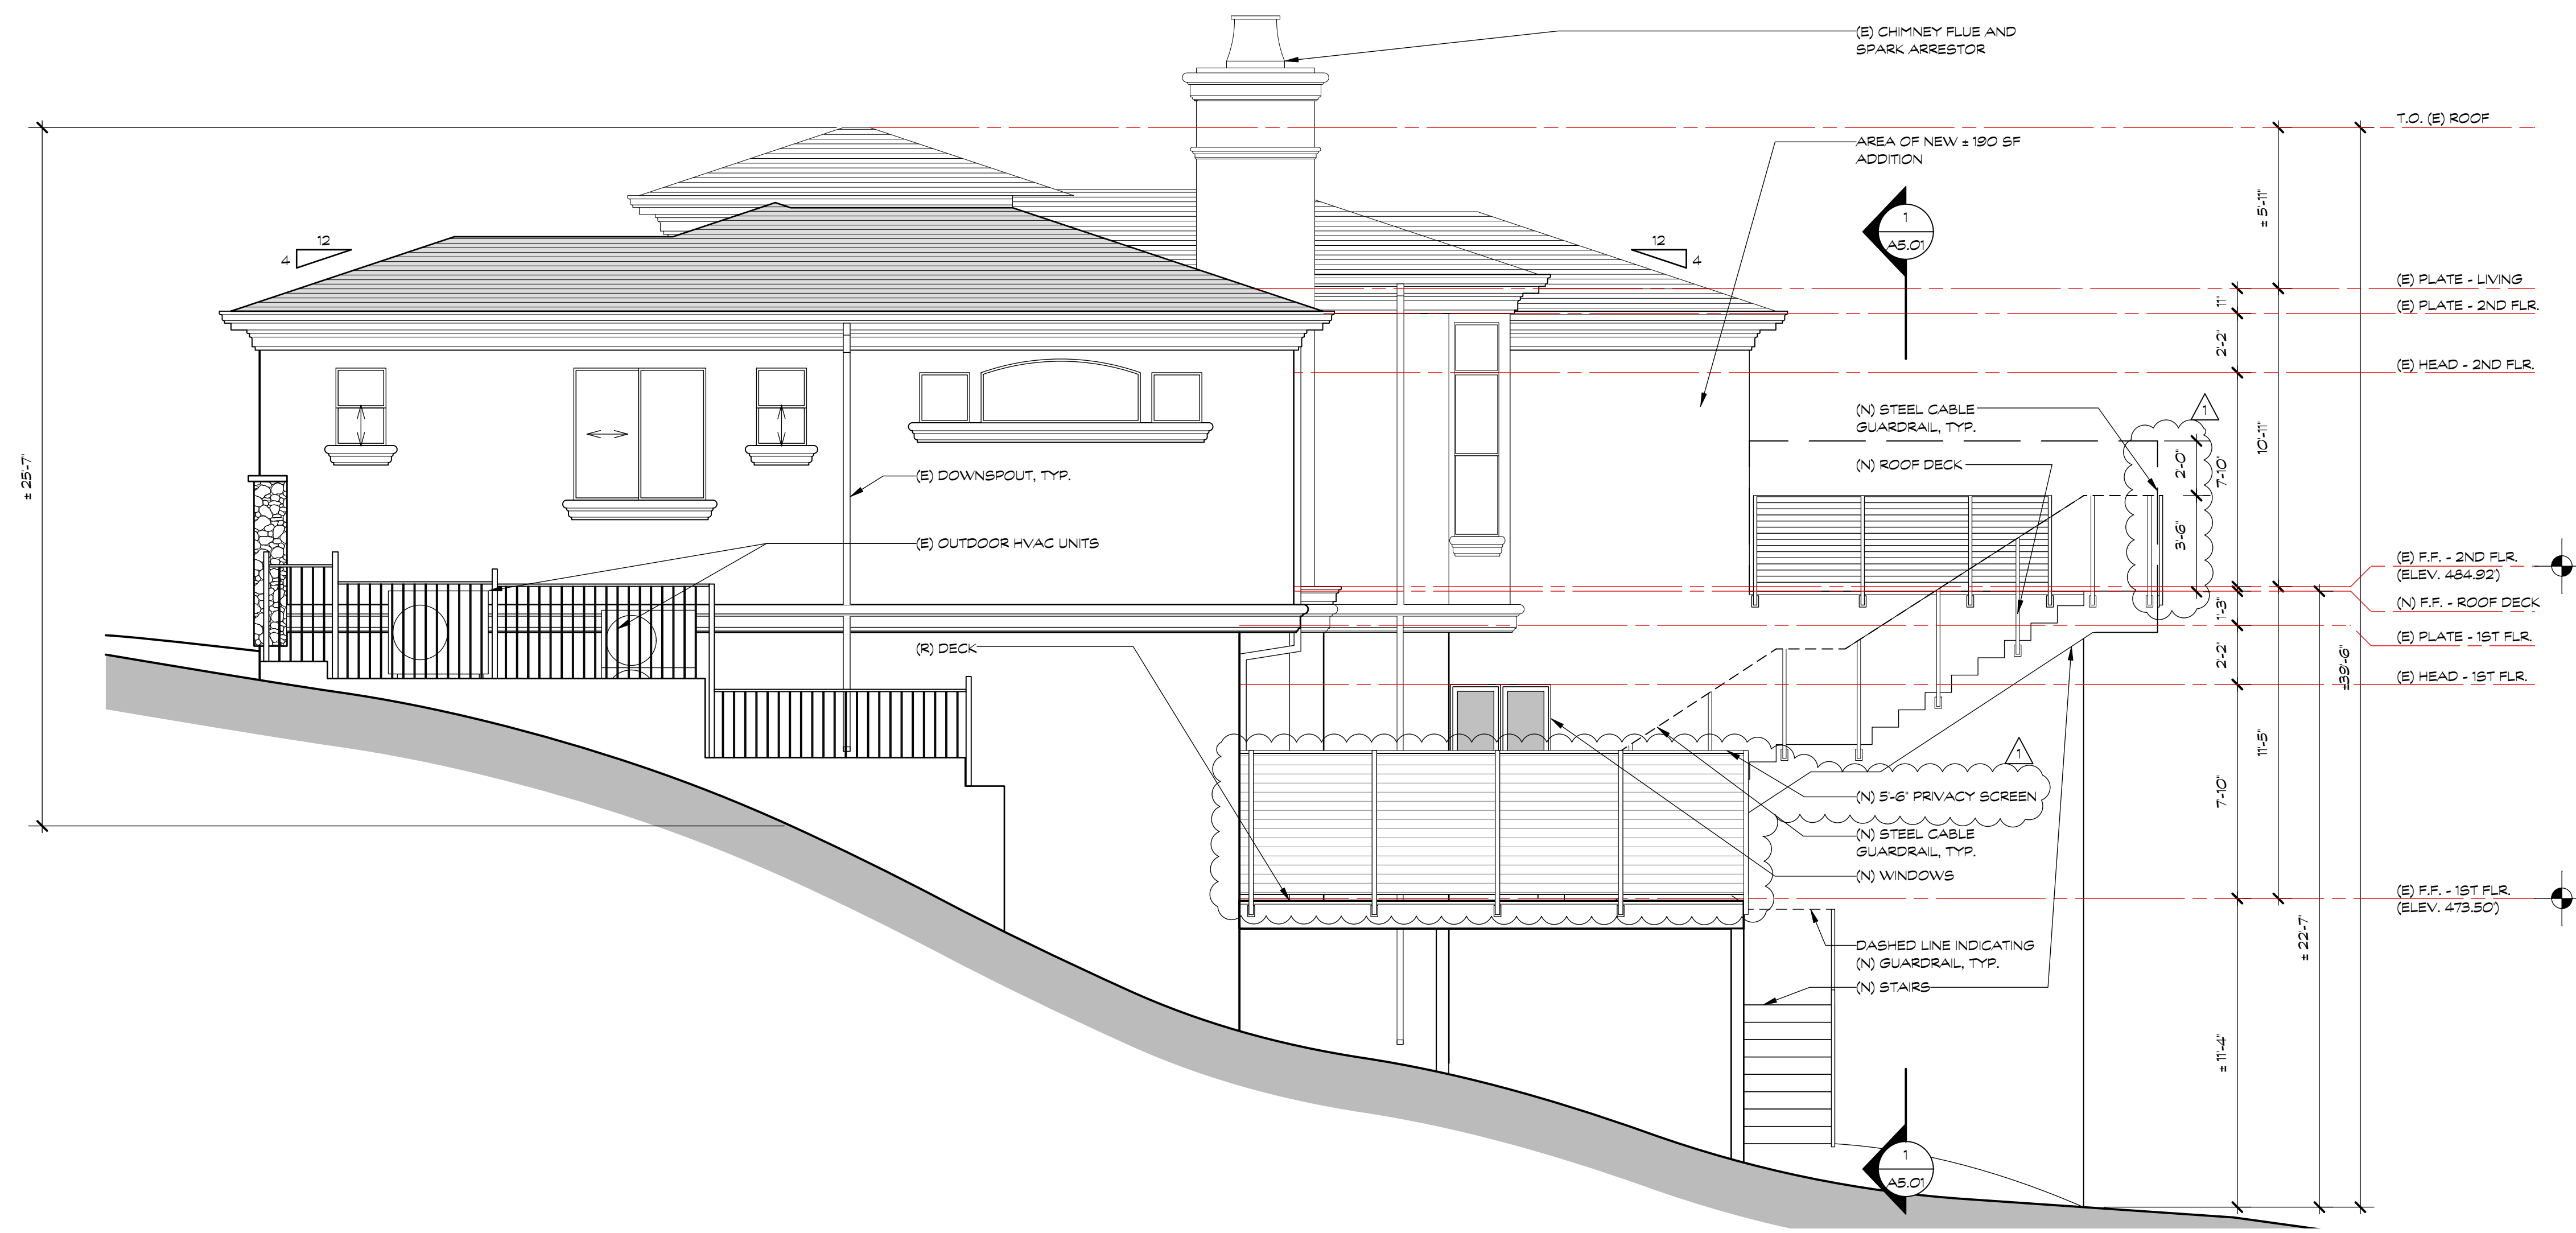 (E) CHIMNEY FLUE AND
SPARK ARRESTOR
T.O. (E) ROOF
AREA OF NEW ± 190 SF
ADDITION
± 5'-11"
1
A5.01
12
4
12
4
(E) PLATE - LIVING
11"
(E) PLATE - 2ND FLR.
2'-2"
(E) HEAD - 2ND FLR.
(N) STEEL CABLE
GUARDRAIL, TYP.
1
10'-11"
± 25'-7"
(E) DOWNSPOUT, TYP.
(N) ROOF DECK
2'-0"
7'-10"
3'-6"
(E) OUTDOOR HVAC UNITS
(E) F.F. - 2ND FLR.
(ELEV. 484.92')
(N) F.F. - ROOF DECK
1'-3"
(E) PLATE - 1ST FLR.
(R) DECK
2'-2"
±39'-6"
(E) HEAD - 1ST FLR.
11'-5"
1
(N) 5'-6" PRIVACY SCREEN
7'-10"
(N) STEEL CABLE
GUARDRAIL, TYP.
(N) WINDOWS
(E) F.F. - 1ST FLR.
(ELEV. 473.50')
± 22'-7"
DASHED LINE INDICATING
(N) GUARDRAIL, TYP.
(N) STAIRS
± 11'-4"
1
A5.01